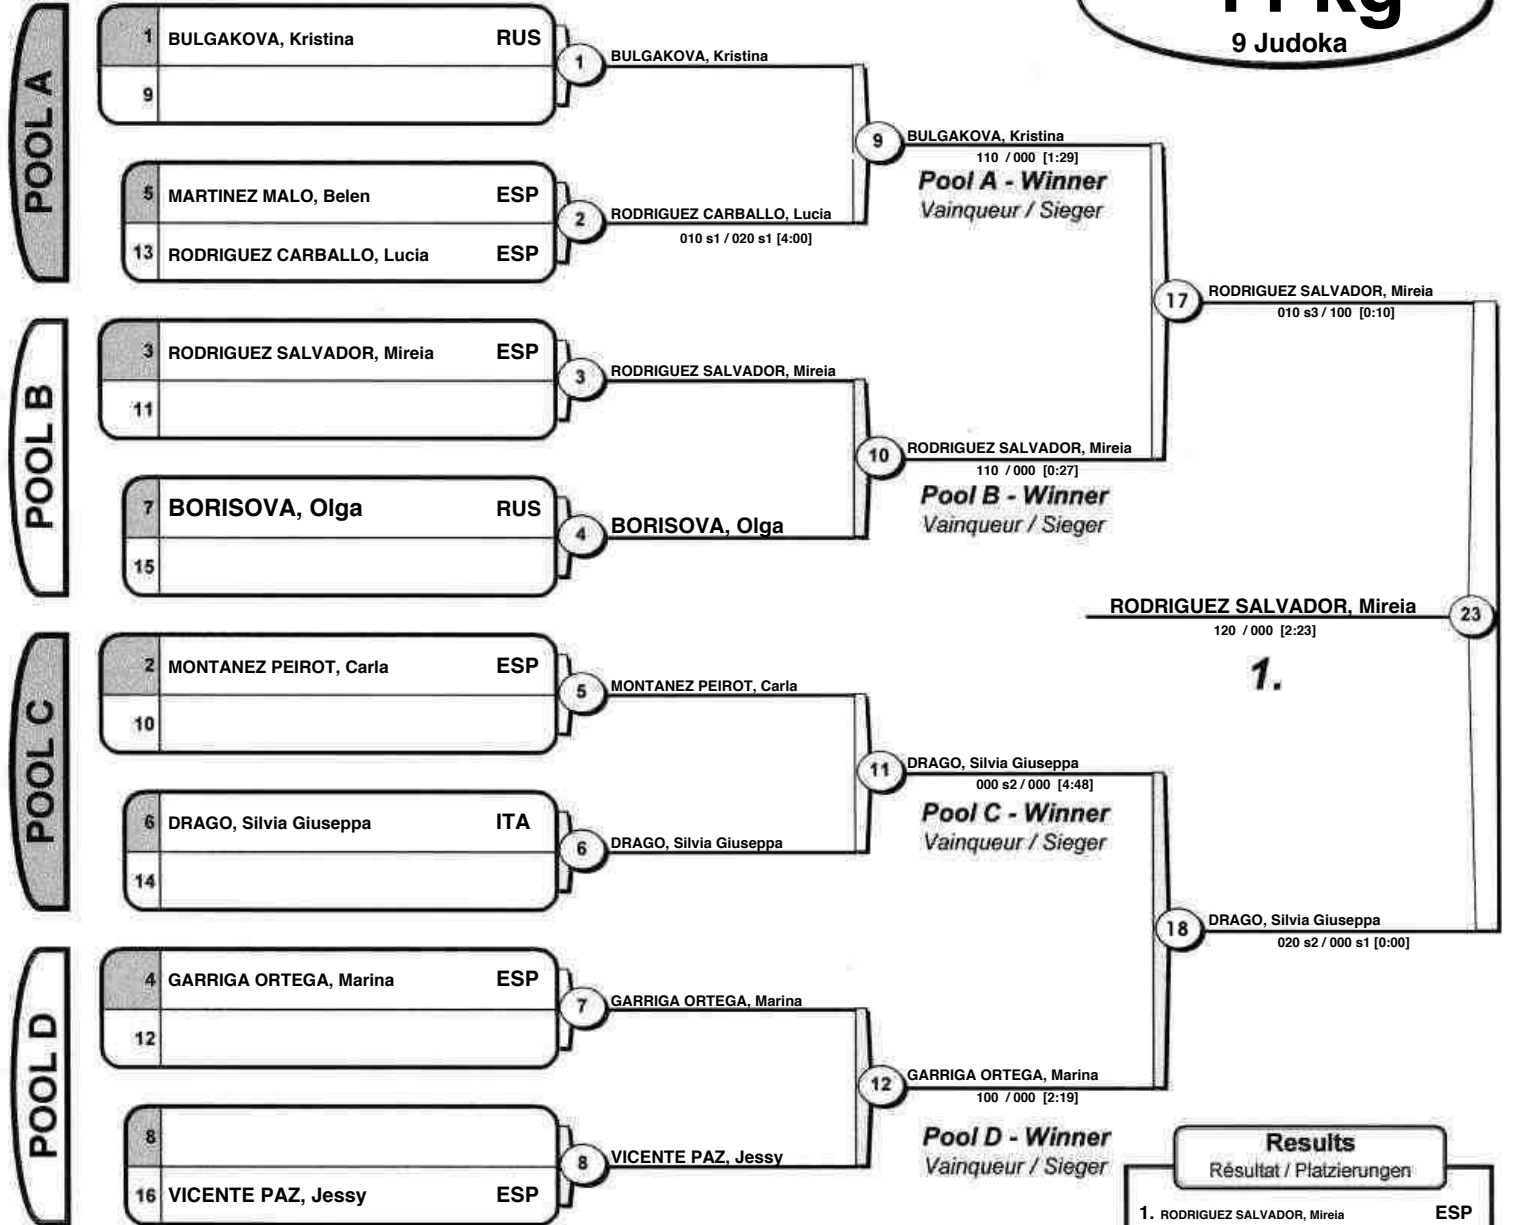 kg
9 Judoka
POOL A
1 BULGAKOVA, Kristina RUS
9
1
BULGAKOVA, Kristina
5 MARTINEZ MALO, Belen ESP
13 RODRIGUEZ CARBALLO, Lucia ESP
2
RODRIGUEZ CARBALLO, Lucia
010 s1 / 020 s1 [4:00]
9
BULGAKOVA, Kristina
110 / 000 [1:29]
Pool A - Winner
Vainqueur / Sieger
POOL B
3 RODRIGUEZ SALVADOR, Mireia ESP
11
3
RODRIGUEZ SALVADOR, Mireia
7 BORISOVA, Olga RUS
15
4
BORISOVA, Olga
10
RODRIGUEZ SALVADOR, Mireia
110 / 000 [0:27]
Pool B - Winner
Vainqueur / Sieger
17
RODRIGUEZ SALVADOR, Mireia
010 s3 / 100 [0:10]
POOL C
2 MONTANEZ PEIROT, Carla ESP
10
5
MONTANEZ PEIROT, Carla
6 DRAGO, Silvia Giuseppa ITA
14
6
DRAGO, Silvia Giuseppa
11
DRAGO, Silvia Giuseppa
000 s2 / 000 [4:48]
Pool C - Winner
Vainqueur / Sieger
POOL D
4 GARRIGA ORTEGA, Marina ESP
12
7
GARRIGA ORTEGA, Marina
8
16 VICENTE PAZ, Jessy ESP
8
VICENTE PAZ, Jessy
12
GARRIGA ORTEGA, Marina
100 / 000 [2:19]
Pool D - Winner
Vainqueur / Sieger
18
DRAGO, Silvia Giuseppa
020 s2 / 000 s1 [0:00]
RODRIGUEZ SALVADOR, Mireia
23
120 / 000 [2:23]
1.
Results
Résultat / Platzierungen
1. RODRIGUEZ SALVADOR, Mireia ESP